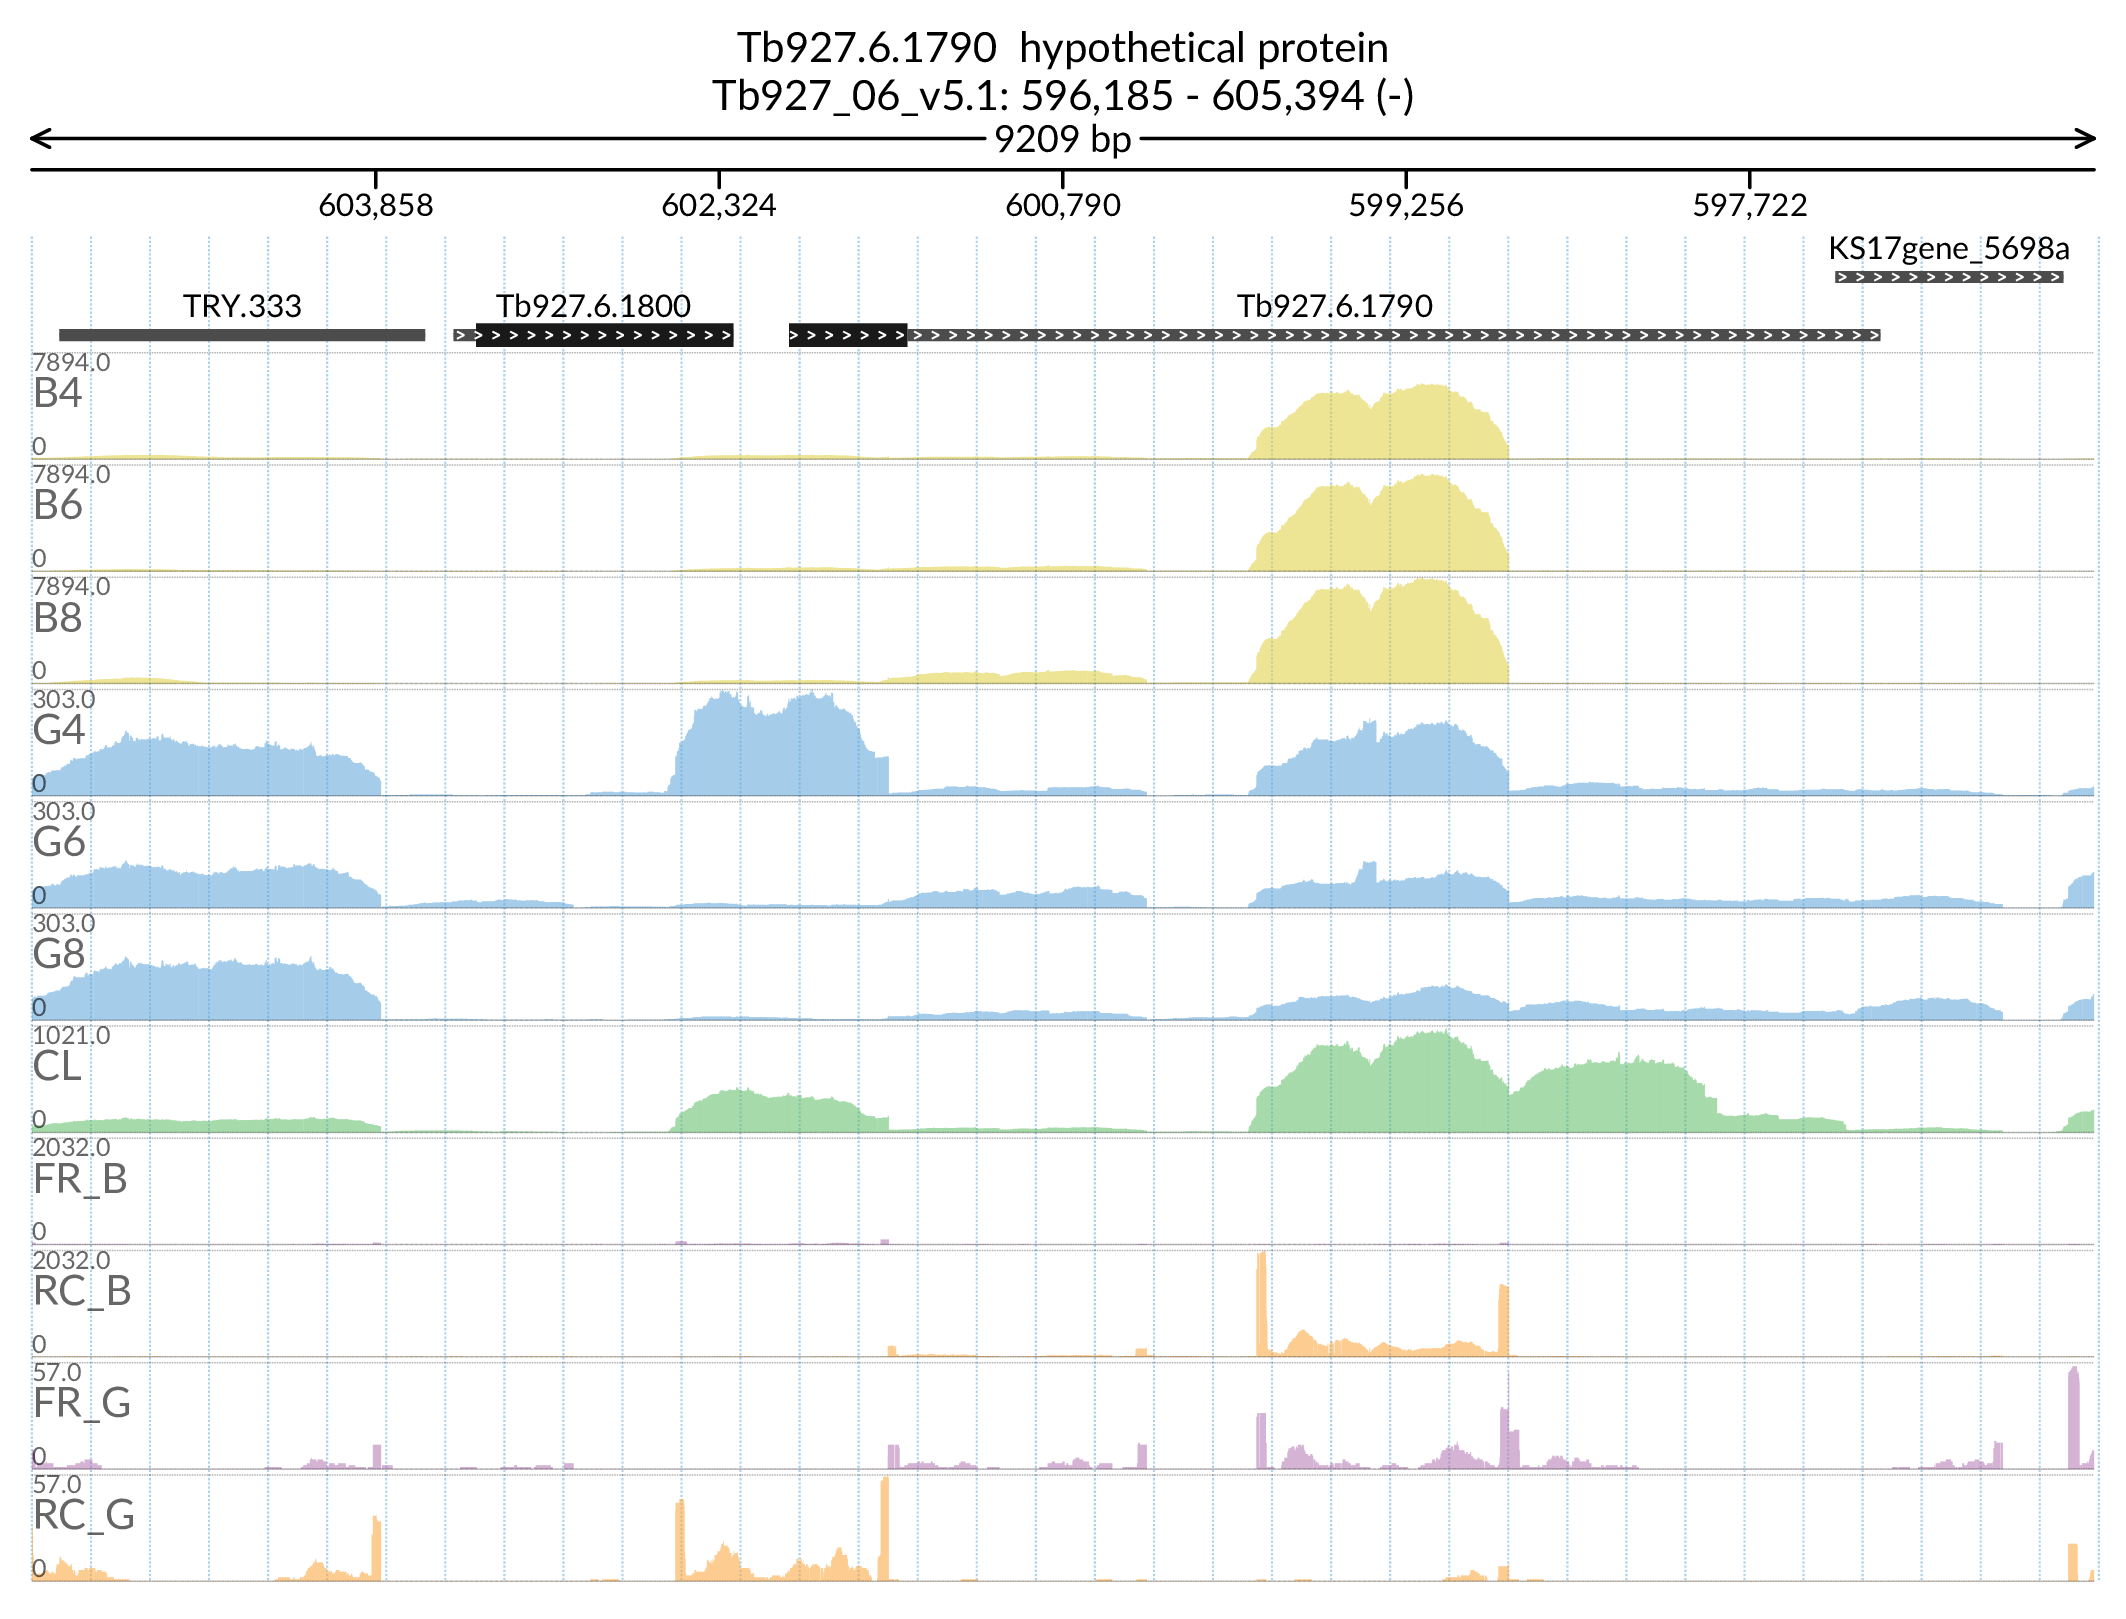 Tb927.6.1790  hypothetical protein
Tb927_06_v5.1: 596,185 - 605,394 (-)
9209 bp
603,858 602,324 600,790 599,256 597,722
KS17gene_5698a
TRY.333 Tb927.6.1800 Tb927.6.1790
7894.0
B4
0
7894.0
B6
0
7894.0
B8
0
303.0
G4
0
303.0
G6
0
303.0
G8
0
1021.0
CL
0
2032.0
FR_B
0
2032.0
RC_B
0
57.0
FR_G
0
57.0
RC_G
0